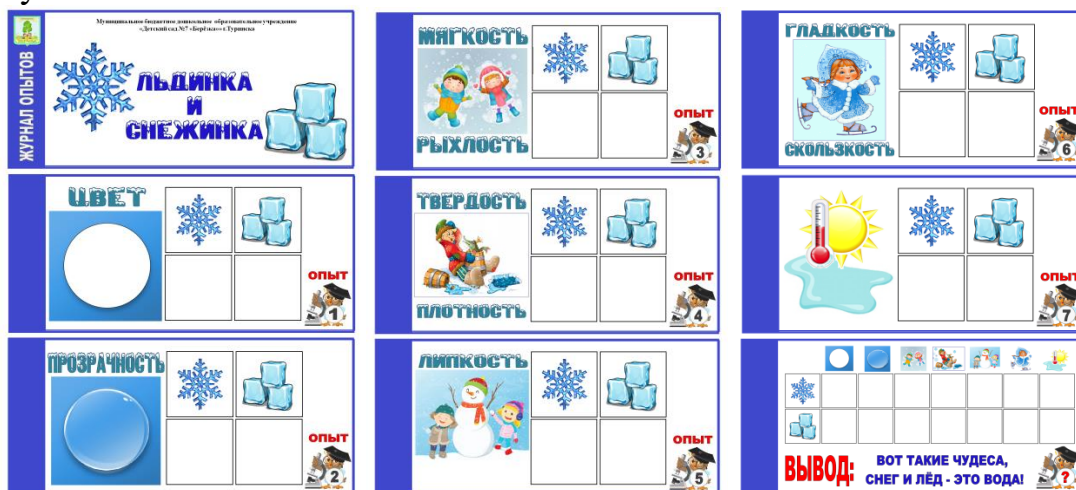 Муниципальное бюджетное дошкольное образовательное учреждение
«Детский сад №7 «Берёзка»» г.Туринска
ЖУРНАЛ ОПЫТОВ
ЛЬДИНКА
И
СНЕЖИНКА
ЦВЕТ
ОПЫТ
1
ПРОЗРАЧНОСТЬ
ОПЫТ
2
МЯГКОСТЬ
РЫХЛОСТЬ
ОПЫТ
3
ТВЕРДОСТЬ
ПЛОТНОСТЬ
ОПЫТ
4
ЛИПКОСТЬ
ОПЫТ
5
ГЛАДКОСТЬ
СКОЛЬЗКОСТЬ
ОПЫТ
6
ОПЫТ
7
ВЫВОД:
ВОТ ТАКИЕ ЧУДЕСА,
СНЕГ И ЛЁД - ЭТО ВОДА!
?